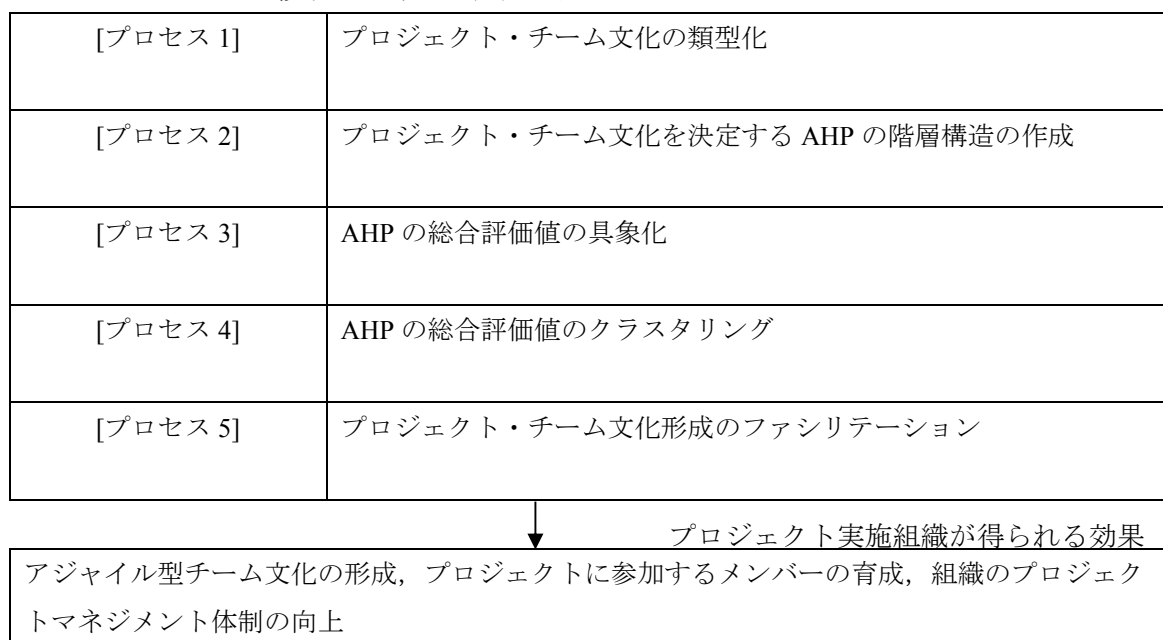 [プロセス 1] プロジェクト・チーム文化の類型化
[プロセス 2] プロジェクト・チーム文化を決定する AHP の階層構造の作成
[プロセス 3] AHP の総合評価値の具象化
[プロセス 4] AHP の総合評価値のクラスタリング
[プロセス 5] プロジェクト・チーム文化形成のファシリテーション
プロジェクト実施組織が得られる効果
アジャイル型チーム文化の形成，プロジェクトに参加するメンバーの育成，組織のプロジェク
トマネジメント体制の向上